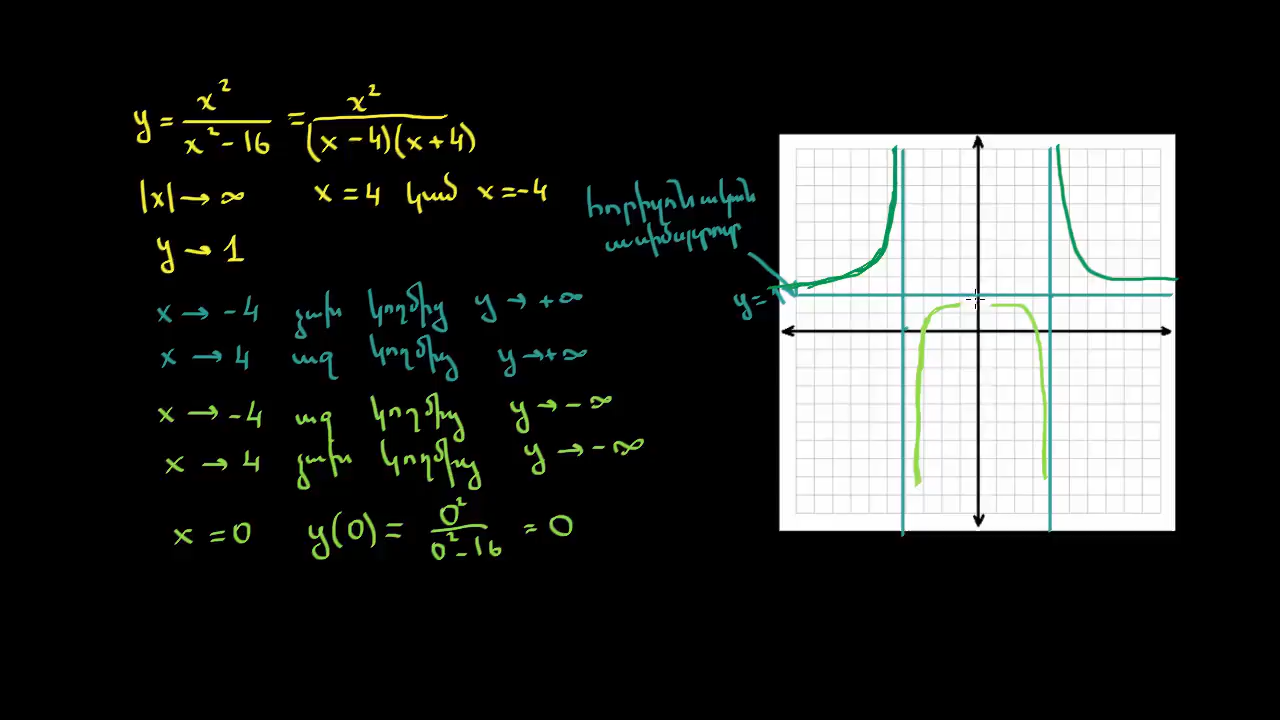 y = x² / (x² - 16) = x² / ((x - 4)(x + 4))
|x| → ∞ x = 4 կամ x = -4
y → 1
հորիզոնական
ասիմպտոտ
y = 1
x → -4 ձախ կողմից y → +∞
x → 4 աջ կողմից y → +∞
x → -4 աջ կողմից y → -∞
x → 4 ձախ կողմից y → -∞
x = 0 y(0) = 0² / (0² - 16) = 0